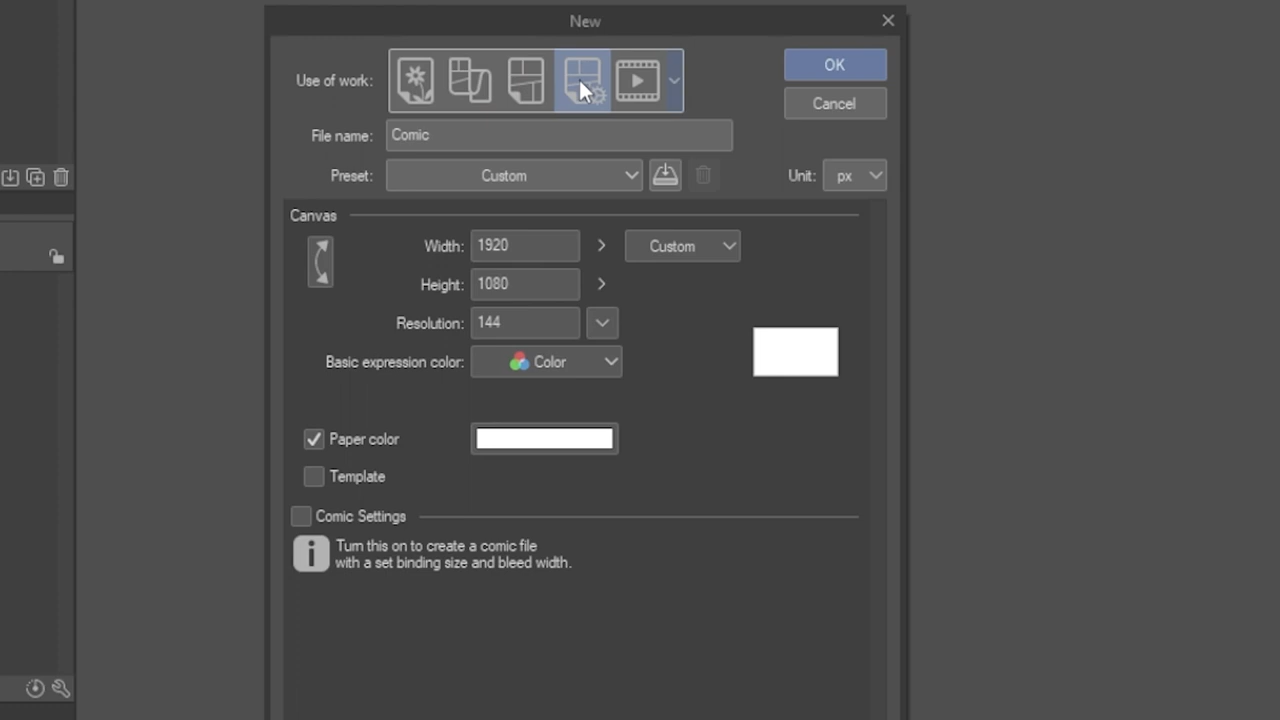 New
Use of work:
OK
Cancel
File name: Comic
Preset: Custom
Unit: px
Canvas
Width: 1920
Custom
Height: 1080
Resolution: 144
Basic expression color: Color
Paper color
Template
Comic Settings
Turn this on to create a comic file
with a set binding size and bleed width.